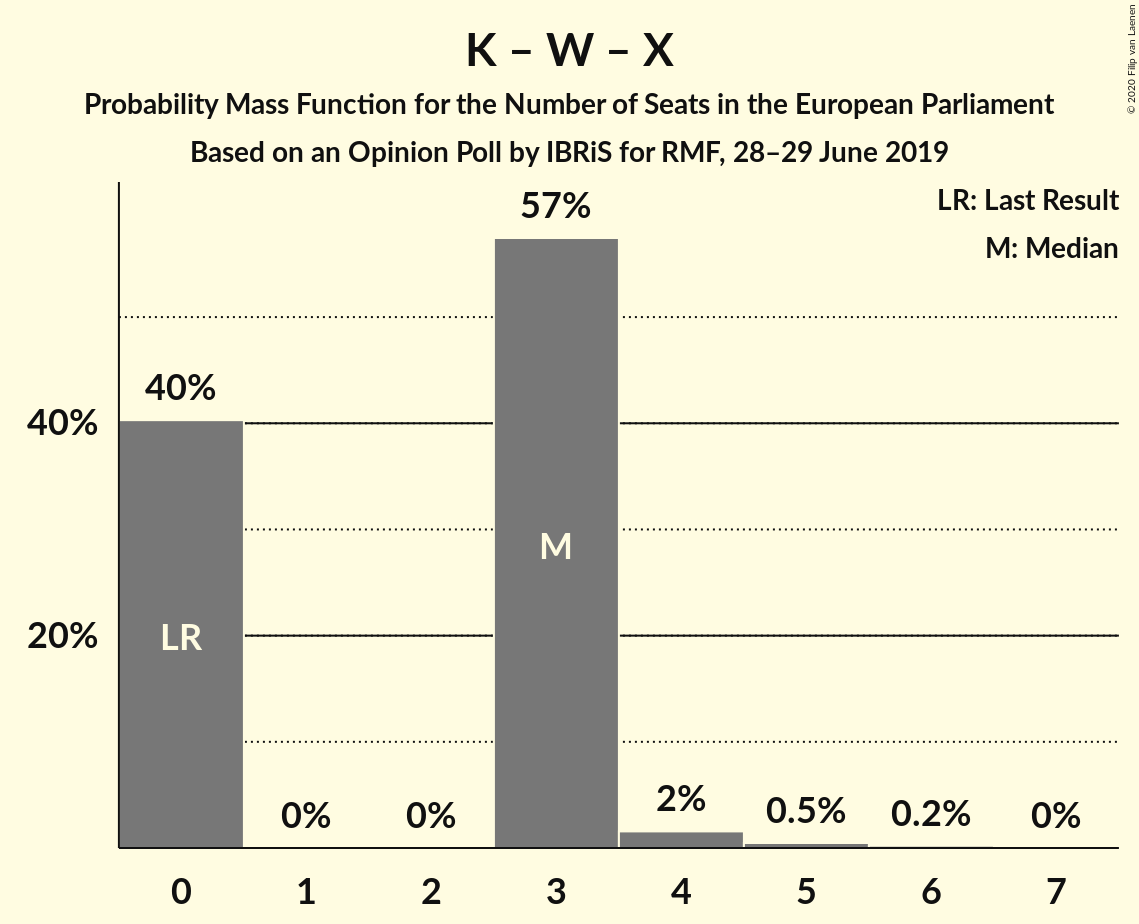 K – W – X
Probability Mass Function for the Number of Seats in the European Parliament
Based on an Opinion Poll by IBRiS for RMF, 28–29 June 2019
© 2020 Filip van Laenen
LR: Last Result
M: Median
57%
40%
40%
M
20%
LR
0%
0%
2%
0.5%
0.2%
0%
0 1 2 3 4 5 6 7